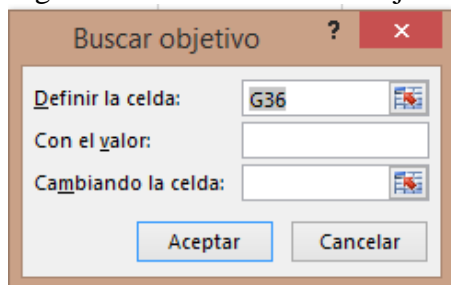 Buscar objetivo ? ×
Definir la celda: G36
Con el valor:
Cambiando la celda:
Aceptar Cancelar